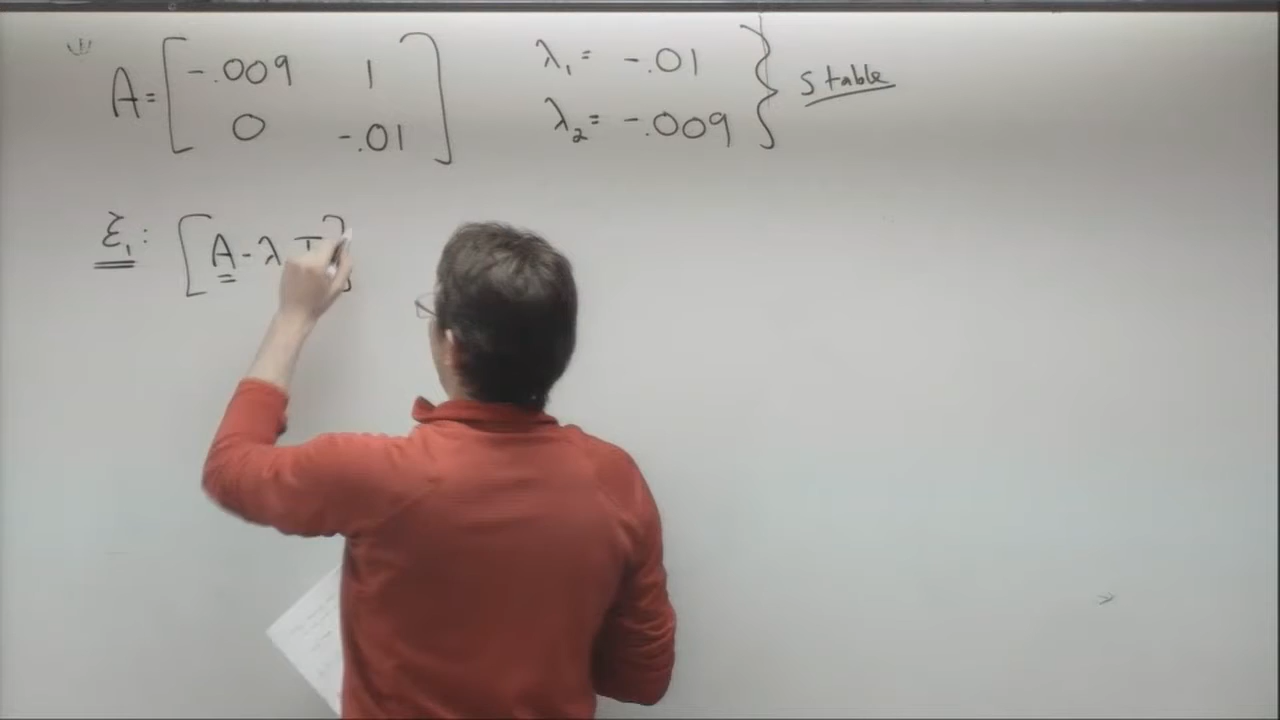 A = [ -.009 1
0 -.01 ]
λ₁ = -.01
λ₂ = -.009
} stable
ξ₁: [A - λ I]